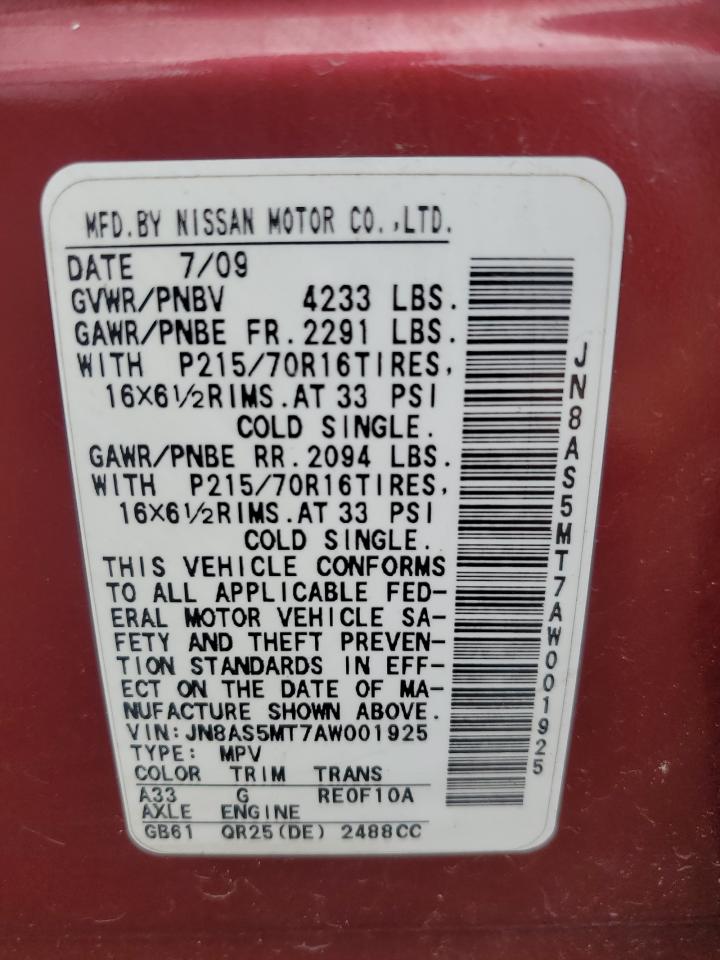 MFD.BY NISSAN MOTOR CO.,LTD.
DATE 7/09
GVWR/PNBV 4233 LBS.
GAWR/PNBE FR.2291 LBS.
WITH P215/70R16TIRES,
16X6½RIMS.AT 33 PSI
COLD SINGLE.
GAWR/PNBE RR.2094 LBS.
WITH P215/70R16TIRES,
16X6½RIMS.AT 33 PSI
COLD SINGLE.
THIS VEHICLE CONFORMS
TO ALL APPLICABLE FED-
ERAL MOTOR VEHICLE SA-
FETY AND THEFT PREVEN-
TION STANDARDS IN EFF-
ECT ON THE DATE OF MA-
NUFACTURE SHOWN ABOVE.
VIN:JN8AS5MT7AW001925
TYPE: MPV
COLOR TRIM TRANS
A33 G RE0F10A
AXLE ENGINE
GB61 QR25(DE) 2488CC
JN8AS5MT7AW001925